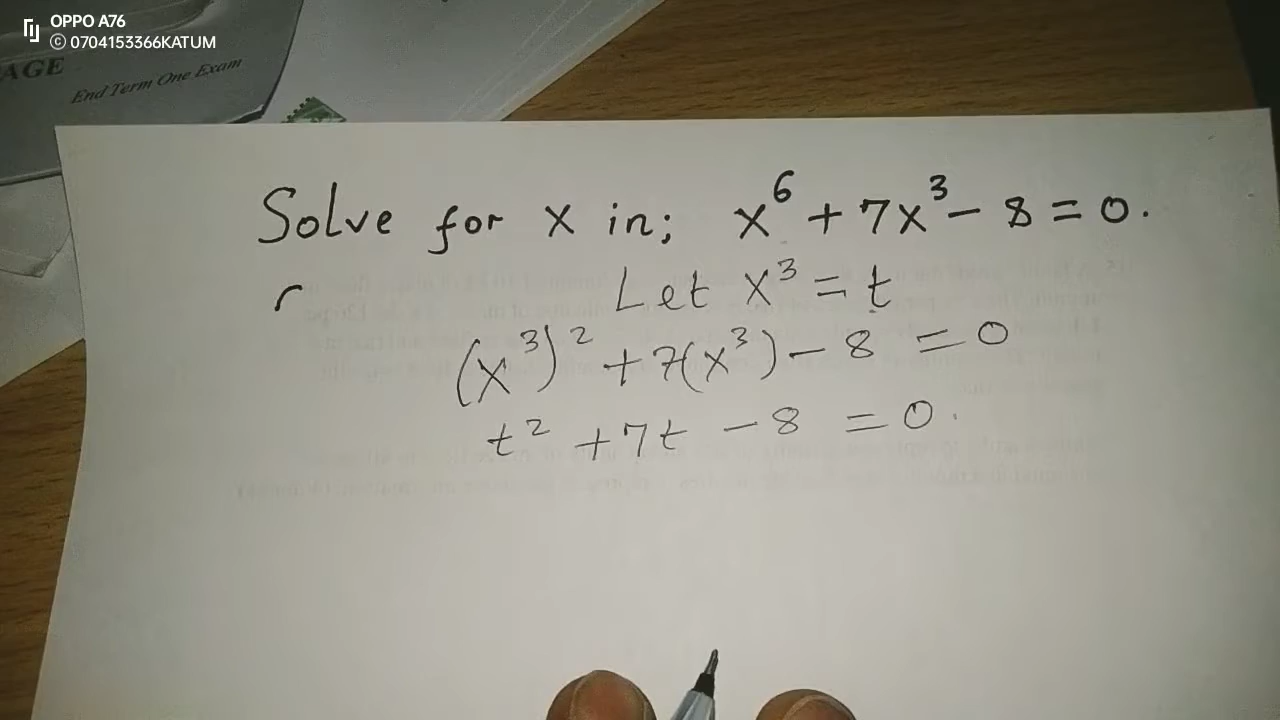 OPPO A76
© 0704153366KATUM
AGE
End Term One Exam
Solve for x in; x⁶ + 7x³ - 8 = 0.
Let x³ = t
(x³)² + 7(x³) - 8 = 0
t² + 7t - 8 = 0.